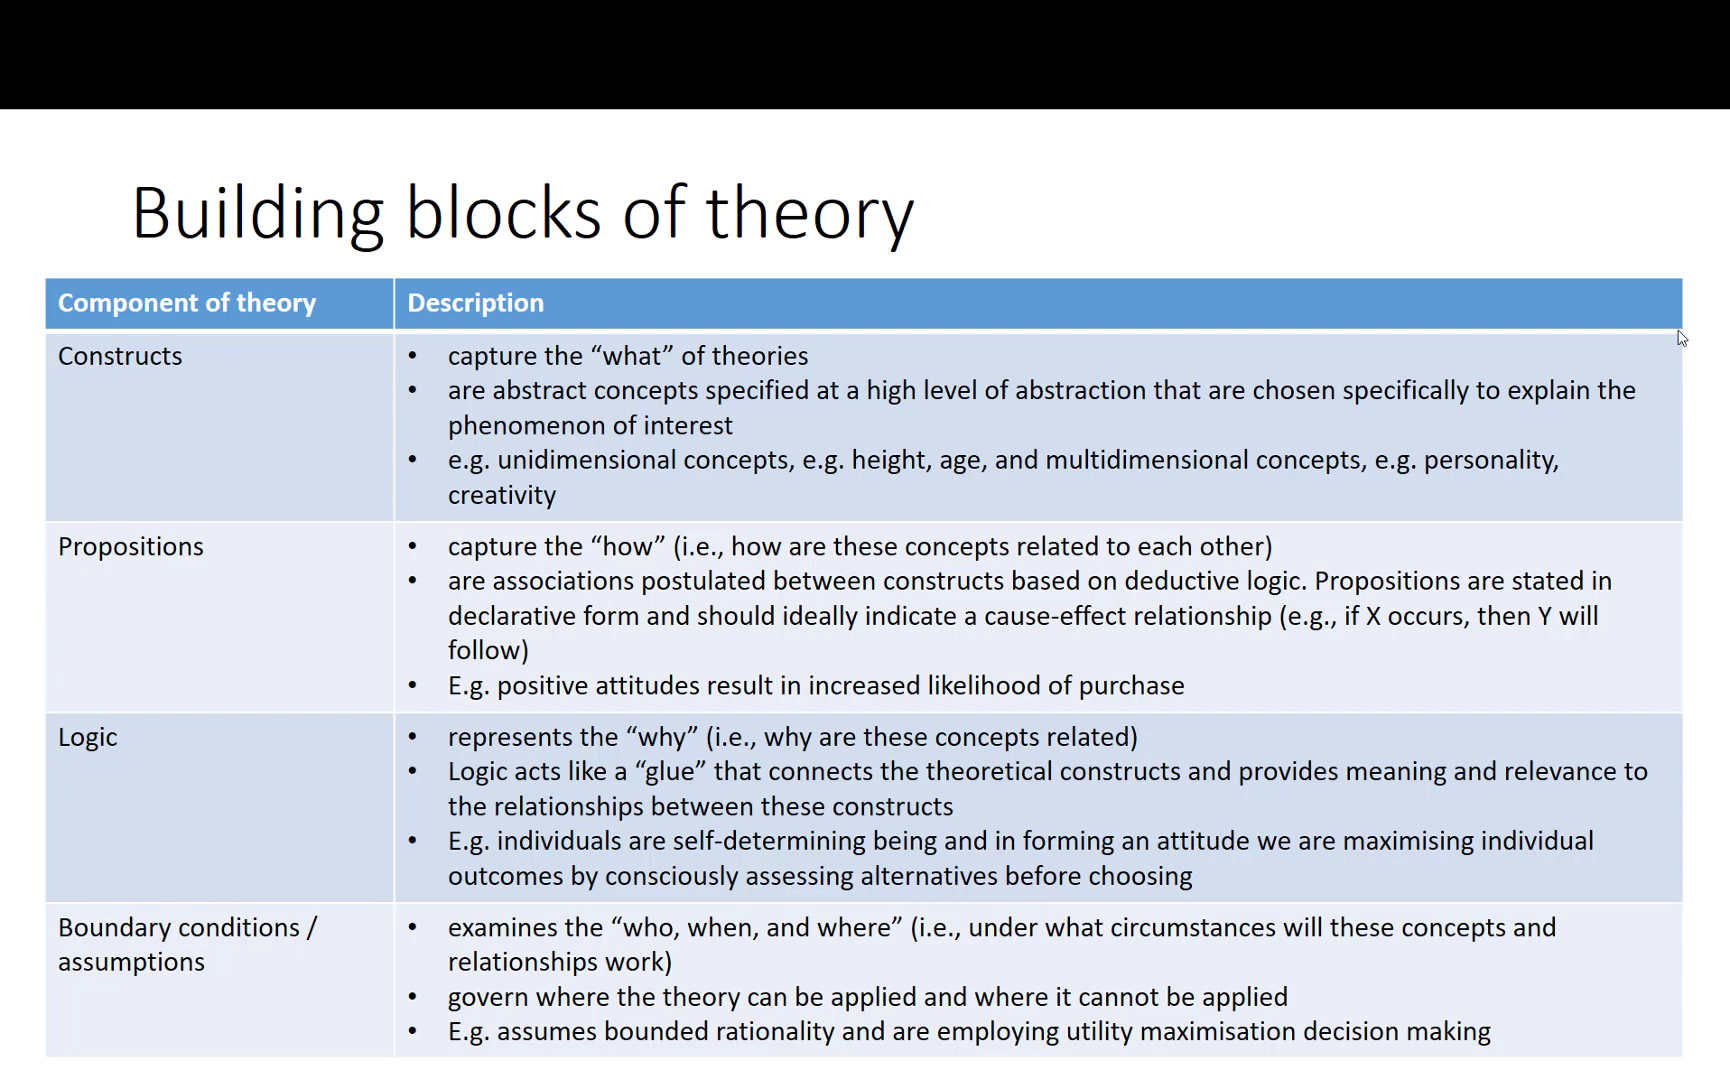 Building blocks of theory
Component of theory
Description
Constructs
• capture the “what” of theories
• are abstract concepts specified at a high level of abstraction that are chosen specifically to explain the
phenomenon of interest
• e.g. unidimensional concepts, e.g. height, age, and multidimensional concepts, e.g. personality,
creativity
Propositions
• capture the “how” (i.e., how are these concepts related to each other)
• are associations postulated between constructs based on deductive logic. Propositions are stated in
declarative form and should ideally indicate a cause-effect relationship (e.g., if X occurs, then Y will
follow)
• E.g. positive attitudes result in increased likelihood of purchase
Logic
• represents the “why” (i.e., why are these concepts related)
• Logic acts like a “glue” that connects the theoretical constructs and provides meaning and relevance to
the relationships between these constructs
• E.g. individuals are self-determining being and in forming an attitude we are maximising individual
outcomes by consciously assessing alternatives before choosing
Boundary conditions /
assumptions
• examines the “who, when, and where” (i.e., under what circumstances will these concepts and
relationships work)
• govern where the theory can be applied and where it cannot be applied
• E.g. assumes bounded rationality and are employing utility maximisation decision making